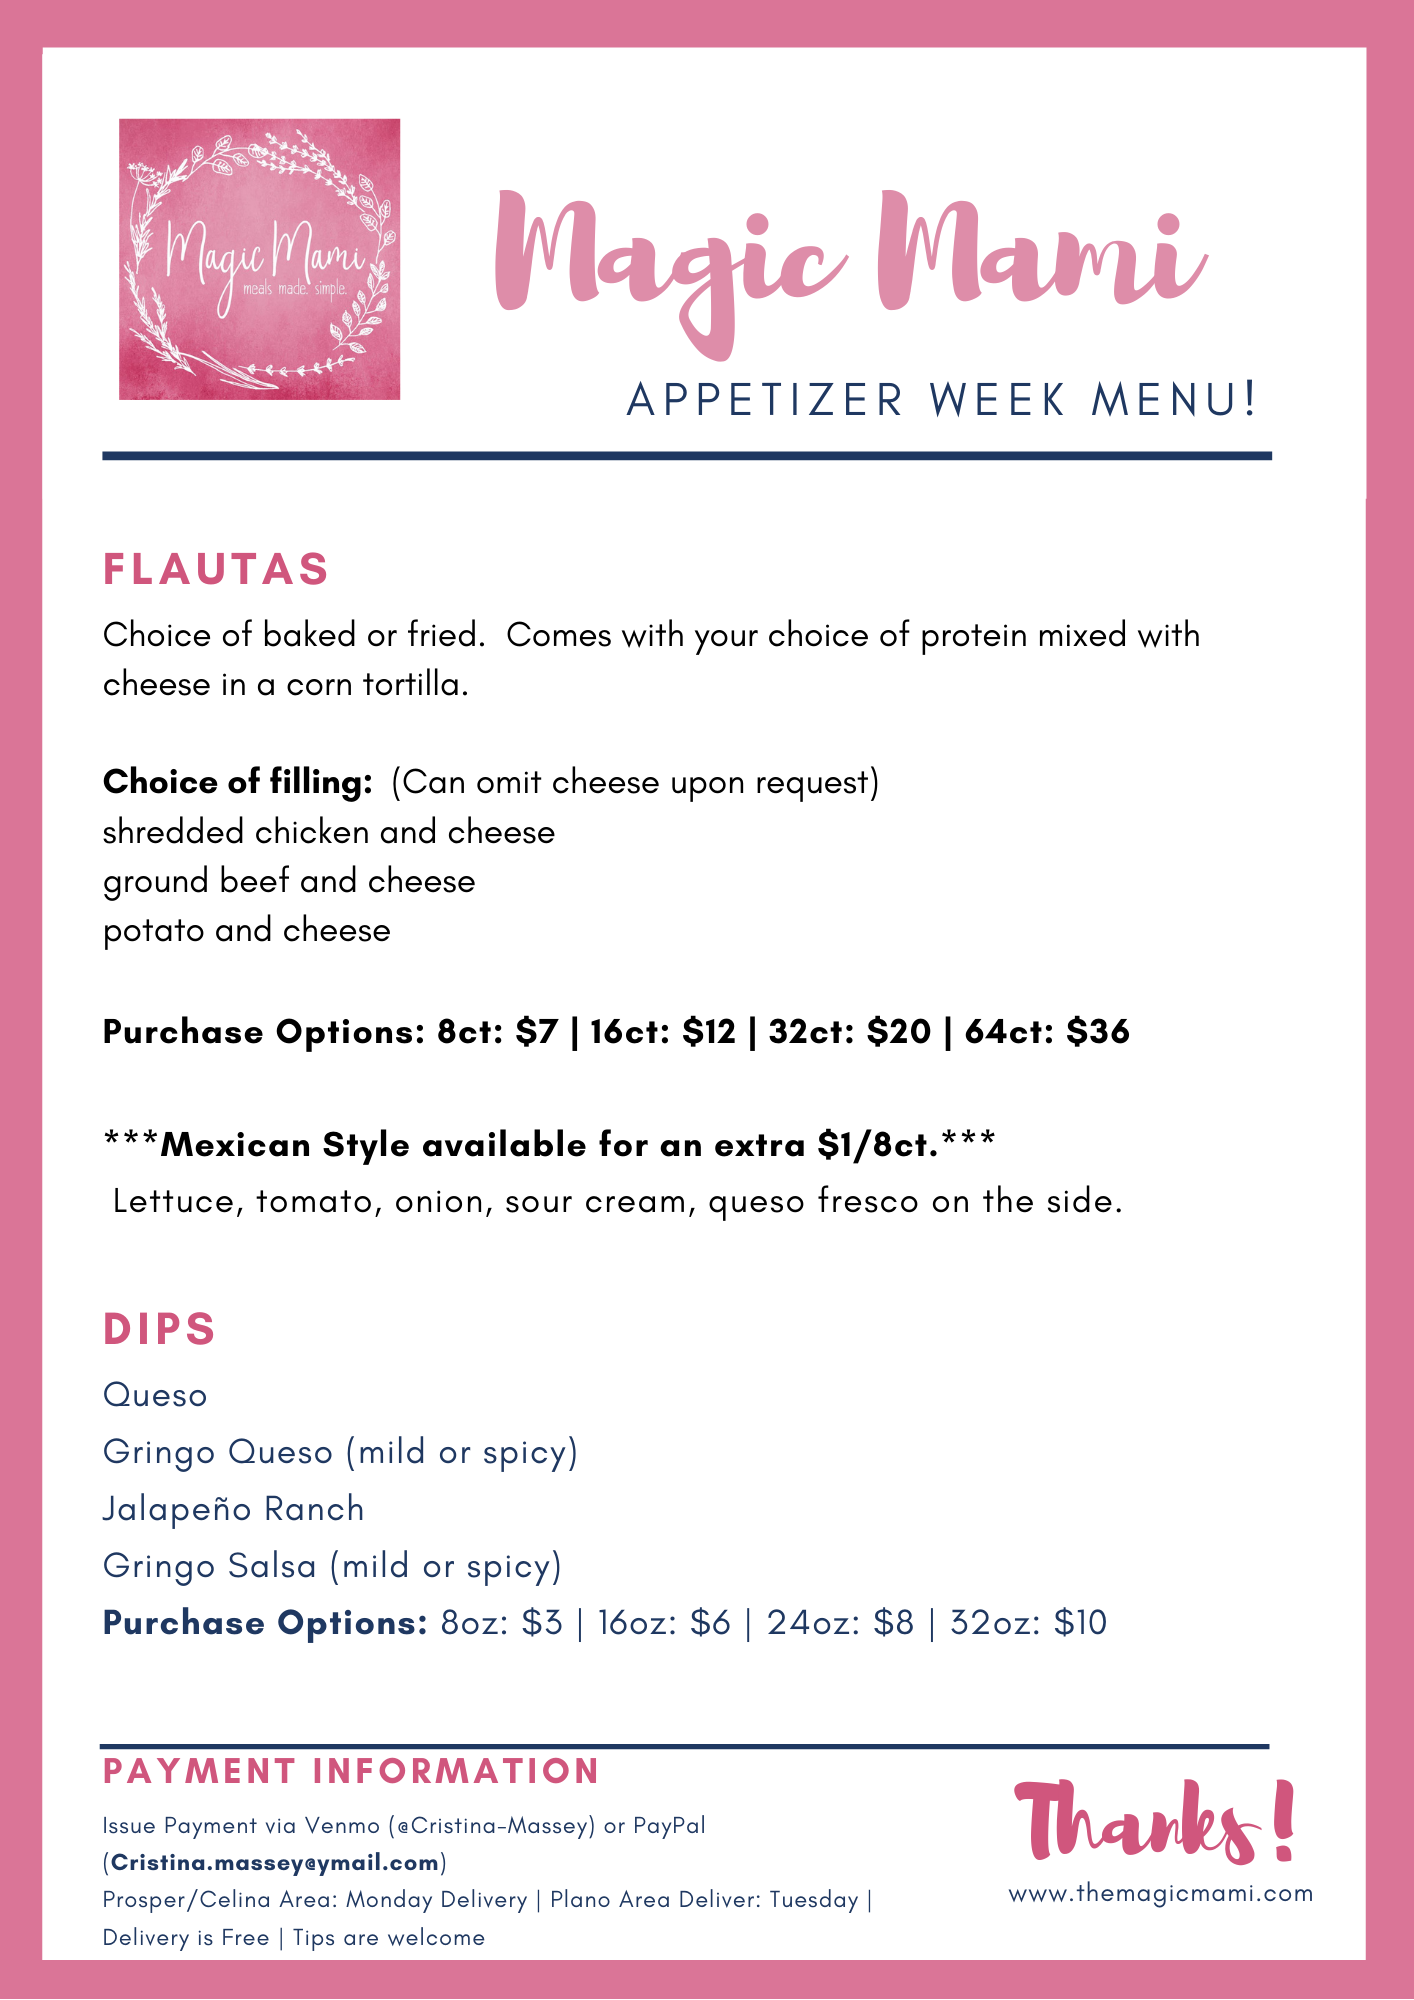 Magic Mami
meals made. simple.
Magic Mami
APPETIZER WEEK MENU!
FLAUTAS
Choice of baked or fried.  Comes with your choice of protein mixed with
cheese in a corn tortilla.
Choice of filling:  (Can omit cheese upon request)
shredded chicken and cheese
ground beef and cheese
potato and cheese
Purchase Options: 8ct: $7 | 16ct: $12 | 32ct: $20 | 64ct: $36
***Mexican Style available for an extra $1/8ct.***
Lettuce, tomato, onion, sour cream, queso fresco on the side.
DIPS
Queso
Gringo Queso (mild or spicy)
Jalapeño Ranch
Gringo Salsa (mild or spicy)
Purchase Options: 8oz: $3 | 16oz: $6 | 24oz: $8 | 32oz: $10
PAYMENT INFORMATION
Issue Payment via Venmo (@Cristina-Massey) or PayPal
(Cristina.massey@ymail.com)
Prosper/Celina Area: Monday Delivery | Plano Area Deliver: Tuesday |
Delivery is Free | Tips are welcome
Thanks!
www.themagicmami.com